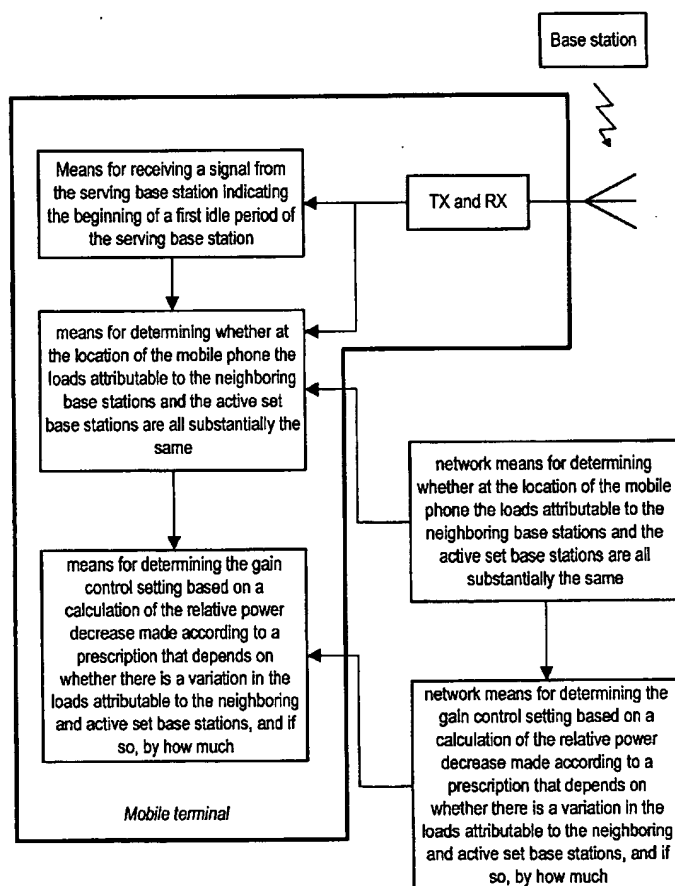 Base station
Means for receiving a signal from
the serving base station indicating
the beginning of a first idle period of
the serving base station
TX and RX
means for determining whether at
the location of the mobile phone the
loads attributable to the neighboring
base stations and the active set
base stations are all substantially the
same
network means for determining
whether at the location of the mobile
phone the loads attributable to the
neighboring base stations and the
active set base stations are all
substantially the same
means for determining the gain
control setting based on a
calculation of the relative power
decrease made according to a
prescription that depends on
whether there is a variation in the
loads attributable to the neighboring
and active set base stations, and if
so, by how much
network means for determining the
gain control setting based on a
calculation of the relative power
decrease made according to a
prescription that depends on
whether there is a variation in the
loads attributable to the neighboring
and active set base stations, and if
so, by how much
Mobile terminal